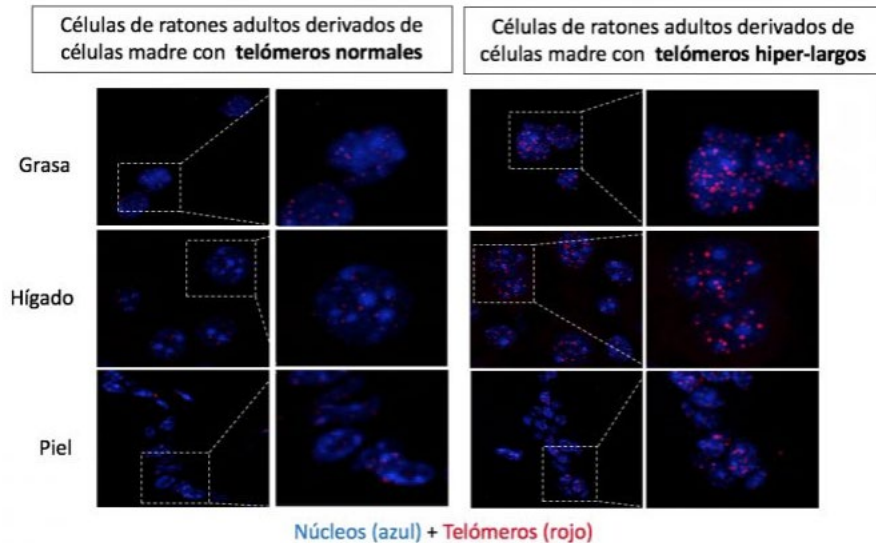 Células de ratones adultos derivados de
células madre con telómeros normales
Células de ratones adultos derivados de
células madre con telómeros hiper-largos
Grasa
Hígado
Piel
Núcleos (azul) + Telómeros (rojo)